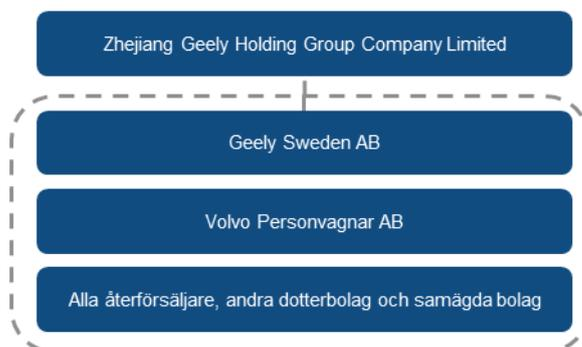 Zhejiang Geely Holding Group Company Limited
Geely Sweden AB
Volvo Personvagnar AB
Alla återförsäljare, andra dotterbolag och samägda bolag